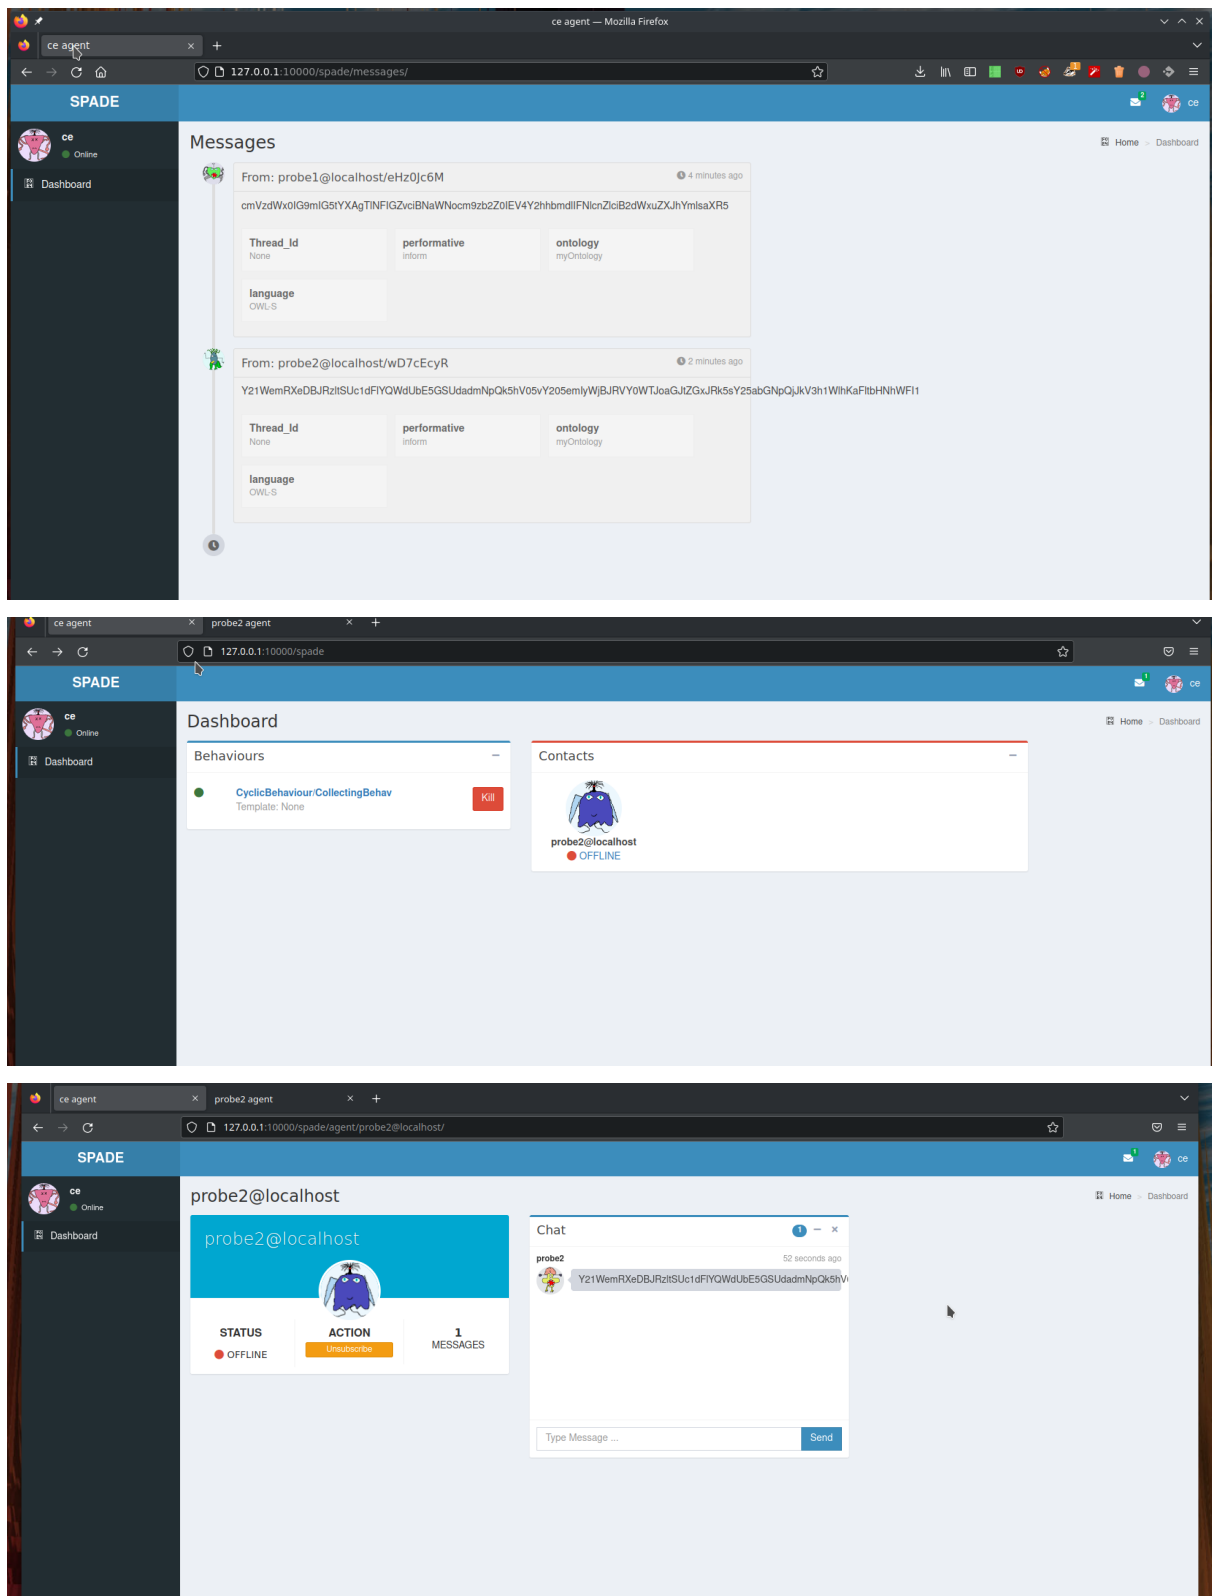 ce agent — Mozilla Firefox
ce agent
127.0.0.1:10000/spade/messages/
SPADE
2
ce
ce
Online
Messages
Home > Dashboard
Dashboard
From: probe1@localhost/eHz0Jc6M
4 minutes ago
Thread_Id
performative
ontology
None
inform
myOntology
language
OWL-S
From: probe2@localhost/wD7cEcyR
2 minutes ago
Thread_Id
performative
ontology
None
inform
myOntology
language
OWL-S
ce agent
probe2 agent
127.0.0.1:10000/spade
SPADE
1
ce
ce
Online
Dashboard
Home > Dashboard
Dashboard
Behaviours
Contacts
CyclicBehaviour/CollectingBehav
Template: None
Kill
probe2@localhost
OFFLINE
ce agent
probe2 agent
127.0.0.1:10000/spade/agent/probe2@localhost/
SPADE
1
ce
ce
Online
probe2@localhost
Home > Dashboard
Dashboard
probe2@localhost
Chat
1
probe2
52 seconds ago
STATUS
ACTION
1
OFFLINE
Unsubscribe
MESSAGES
Type Message ...
Send